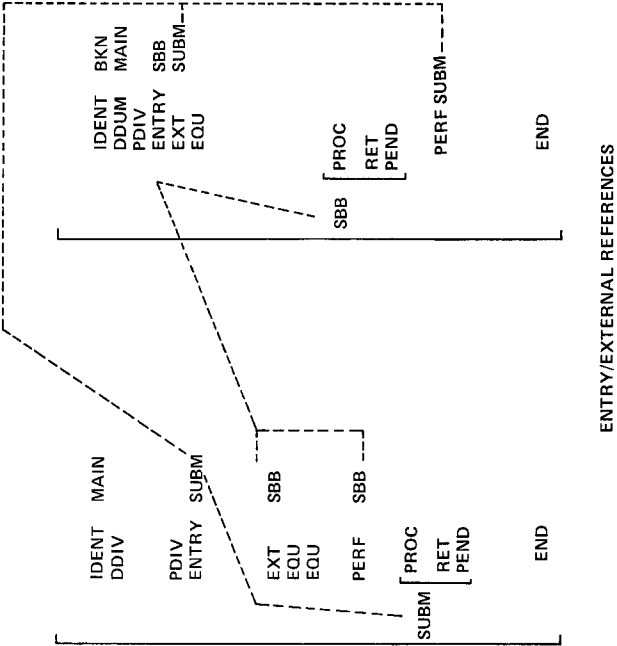 IDENT MAIN
DDIV
PDIV
ENTRY SUBM
EXT SBB
EQU
EQU
PERF SBB
SUBM PROC
RET
PEND
END
IDENT BKN
DDUM MAIN
PDIV
ENTRY SBB
EXT SUBM
EQU
SBB PROC
RET
PEND
PERF SUBM
END
ENTRY/EXTERNAL REFERENCES